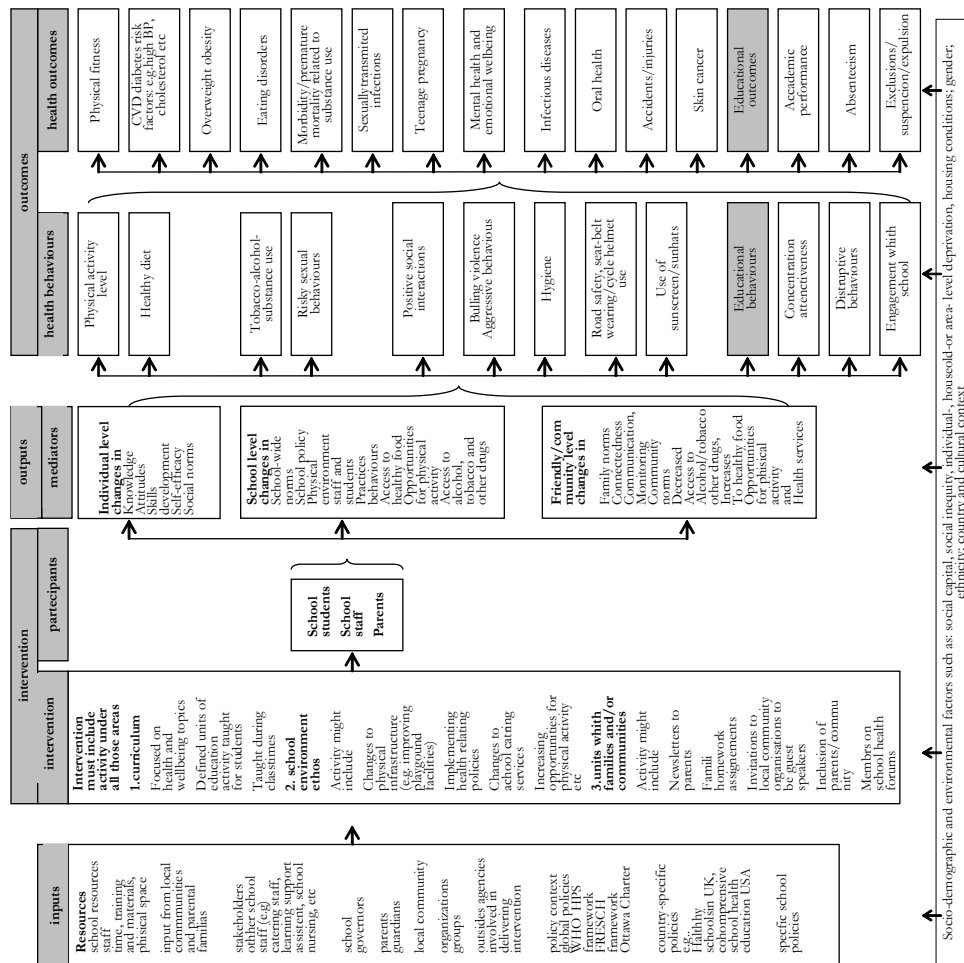 inputs
Resources
school resources
staff
time, training
and materials,
phisical space
input from local
communities
and parental
familias
stakeholders
outhher school
staff (e.g)
catering staff,
learning support
assistent, school
nursing, etc
school
governors
parents
guardians
local community
organizations
groups
outsides agencies
involved in
delivering
intervention
policy context
global policies
WHO HPS
framework
FRESCH
framework
Ottawa Charter
country-specific
policies
e.g.,
Halthy
schoolsin UK,
cohomprensive
school health
education USA
specfic school
policies
intervention
intervention
Intervention
must include
activity under
all those areas
1.curriculum
Focused on
health and
wellbeing topics
Defined units of
education
activity taught
for students
Taught during
classtimes
2. school
environment
ethos
Activity might
include
Changes to
physical
infrastructure
(e.g. improving
playground
facilities)
Implementing
health relating
policies
Changes to
school catring
services
Increasing
opportunities for
physical activity
etc
3.units whith
families and/or
communities
Activity might
include
Newsletters to
parents
Famili
homework
assignements
Invitations to
local community
organisations to
be guest
speakers
Inclusion of
parents/commu
nity
Membrs on
school health
forums
partecipants
School
students
School
staff
Parents
outputs
mediators
Individual level
changes in
Knowledge
Attitudes
Skills
development
Self-efficacy
Social norms
School level
changes in
School-wide
norms
School policy
Physical
environment
staff and
students
Practices
behaviours
Access to
healthy food
Opportunities
for physical
activity
Access to
alcohol,
tobacco and
other drugs
Friendly/com
munity level
changes in
Family norms
Connectedness
Communication,
Monitoring
Community
norms
Decreased
Access to
Alcohrol/tobacco
other drugs,
Increases
To healthy food
Opportunities
for phisical
activity
and
Health services
outcomes
health behaviours
Physical activity
level
Healthy diet
Tobacco-alcohol-
substance use
Risky sexual
behaviours
Positive social
interactions
Bulling violence
Aggressive behavious
Hygiene
Road safety, seat-belt
wearing/cycle helmet
use
Use of
sunscreen/sunhats
Educational
behaviours
Concentration
attenctiveness
Distruptive
behaviours
Engagement whith
school
health outcomes
Physical fitness
CVD diabetes risk
factors: e.g.high BP,
cholesterol etc
Overweight obesity
Eating disorders
Morbidity/premature
mortality related to
substance use
Sexuallytransmited
infections
Teenage pregnancy
Mental health and
emotional wellbeing
Infectious diseases
Oral health
Accidents/injuries
Skin cancer
Educational
outcomes
Accademic
performance
Absenteeism
Exclusions/
suspencion/expulsion
Socio-demographic and environmental factors such as: social capital, social inequity, individual-, houseold-or area- level deprivation, housing conditions; gender;
ethnicity; country and cultural context